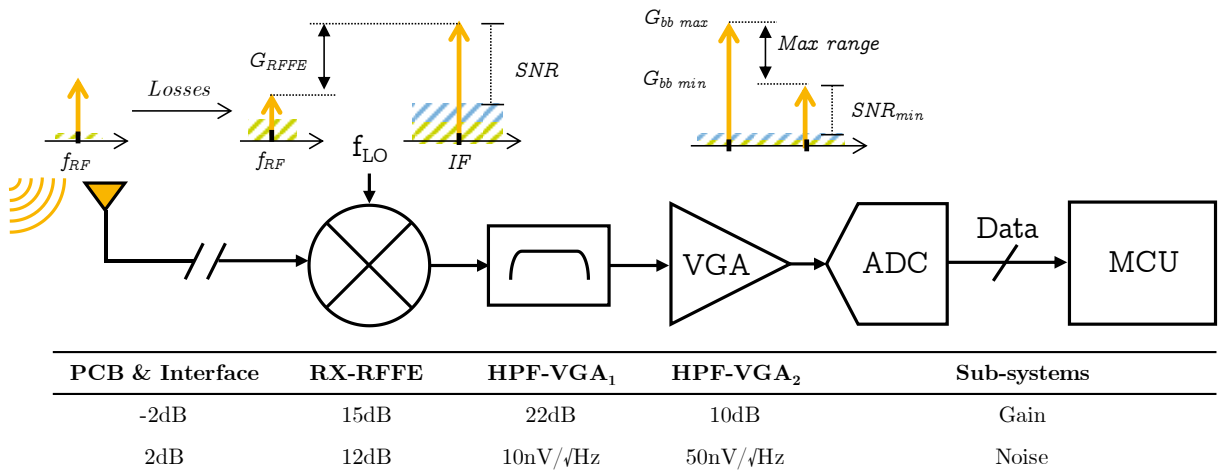 G_bb max
G_RFFE
Max range
Losses
SNR
G_bb min
SNR_min
f_RF
f_RF
IF
f_LO
VGA
ADC
Data
MCU
PCB & Interface RX-RFFE HPF-VGA₁ HPF-VGA₂ Sub-systems
-2dB 15dB 22dB 10dB Gain
2dB 12dB 10nV/√Hz 50nV/√Hz Noise